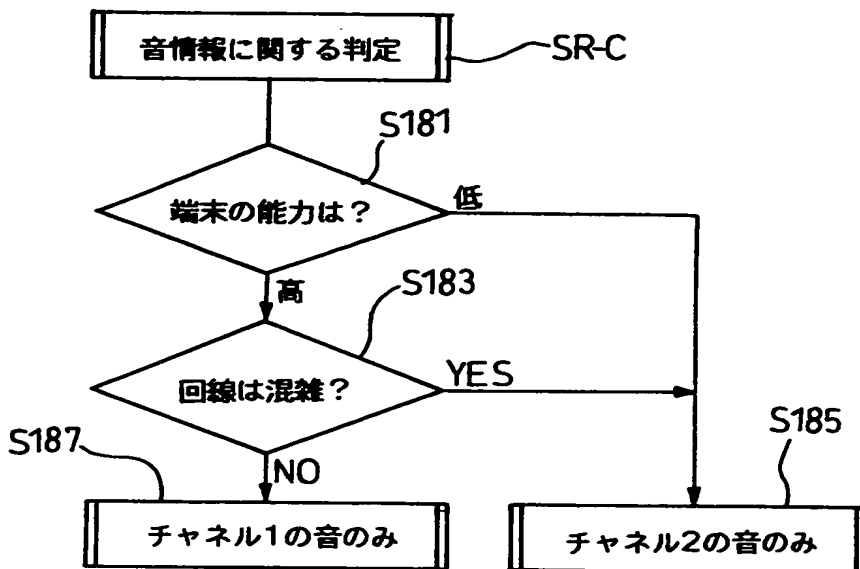 音情報に関する判定
SR-C
S181
端末の能力は？
低
高
S183
回線は混雑？
YES
S187
NO
S185
チャネル1の音のみ
チャネル2の音のみ